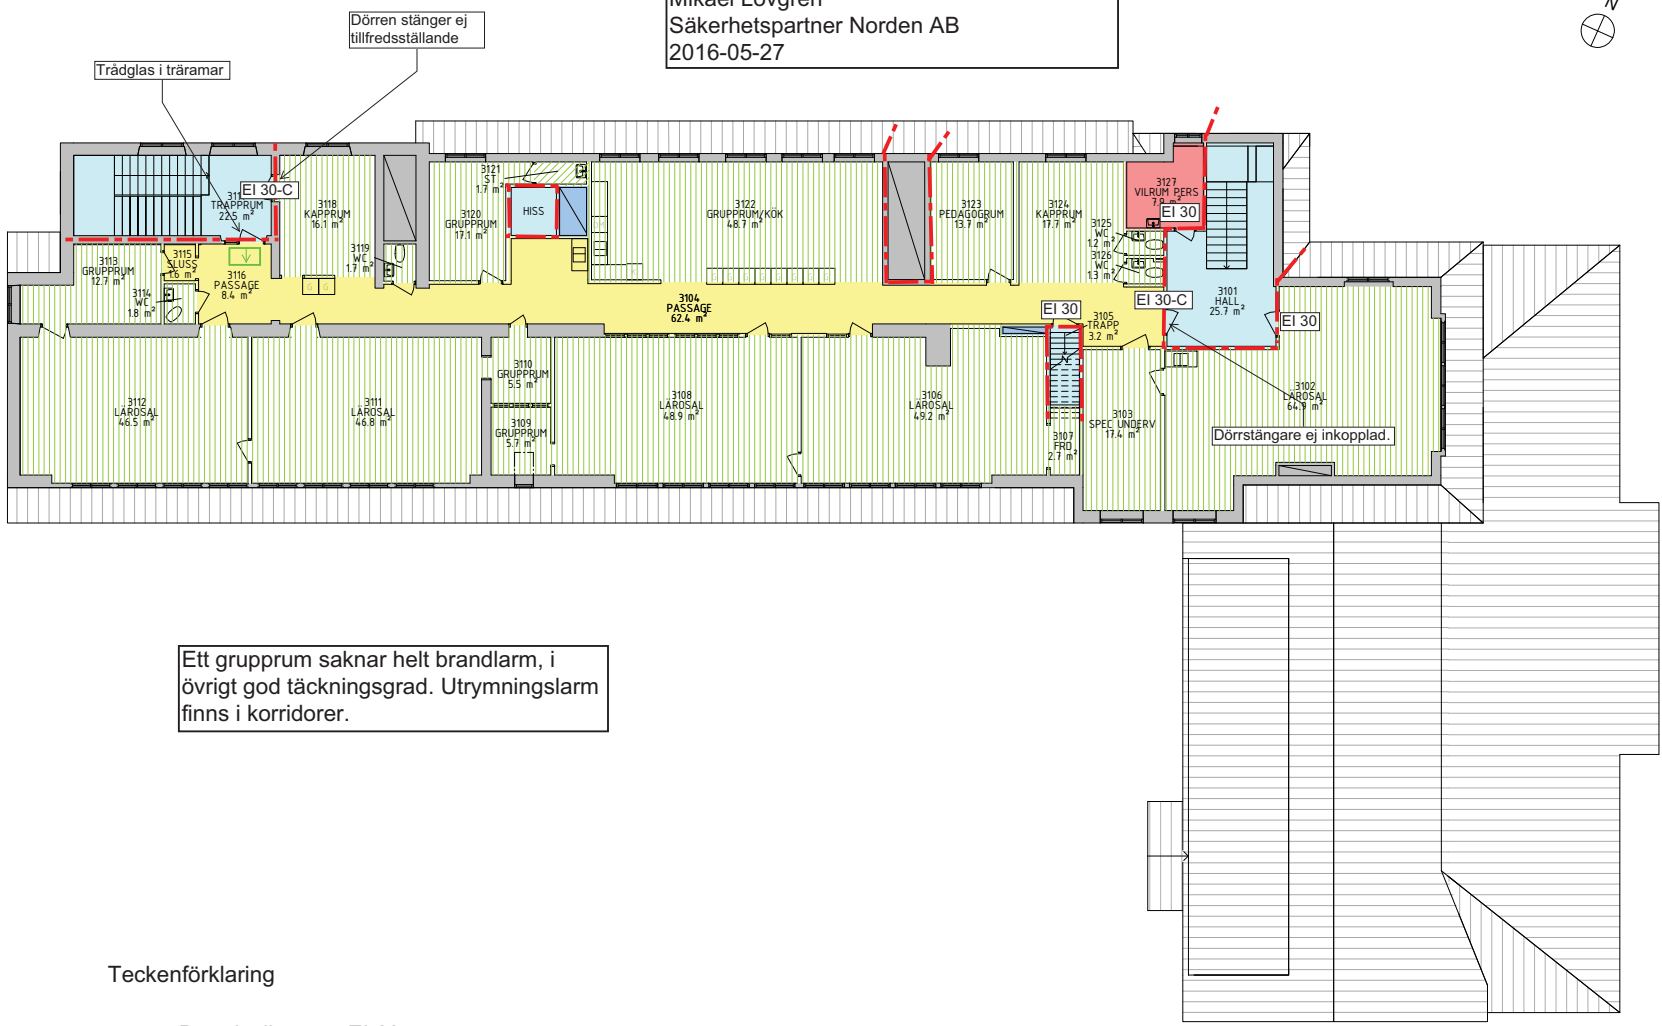 Mikael Lövgren
Säkerhetspartner Norden AB
2016-05-27
N
Dörren stänger ej
tillfredsställande
Trådglas i träramar
EI 30-C
TRAPPRUM
22.5 m²
3118
KAPPRUM
16.1 m²
3119
WC
1.7 m²
3113
GRUPPRUM
12.7 m²
3114
WC
1.8 m²
3115
SLUSS
1.6 m²
3116
PASSAGE
8.4 m²
3120
GRUPPRUM
17.1 m²
3121
ST
1.7 m²
HISS
3122
GRUPPRUM/KÖK
48.7 m²
3123
PEDAGOGRUM
13.7 m²
3124
KAPPRUM
17.7 m²
3125
WC
1.2 m²
3126
WC
1.3 m²
3127
VILRUM PERS
EI 30
3104
PASSAGE
62.4 m²
EI 30
3105
TRAPP
3.2 m²
EI 30-C
3101
HALL
25.7 m²
EI 30
3112
LÄROSAL
46.5 m²
3111
LÄROSAL
46.8 m²
3110
GRUPPRUM
5.5 m²
3109
GRUPPRUM
5.7 m²
3108
LÄROSAL
48.9 m²
3106
LÄROSAL
49.2 m²
3107
FRD
2.7 m²
3103
SPEC UNDERV
17.4 m²
3102
LÄROSAL
64.9 m²
Dörrstängare ej inkopplad.
Ett grupprum saknar helt brandlarm, i
övrigt god täckningsgrad. Utrymningslarm
finns i korridorer.
Teckenförklaring